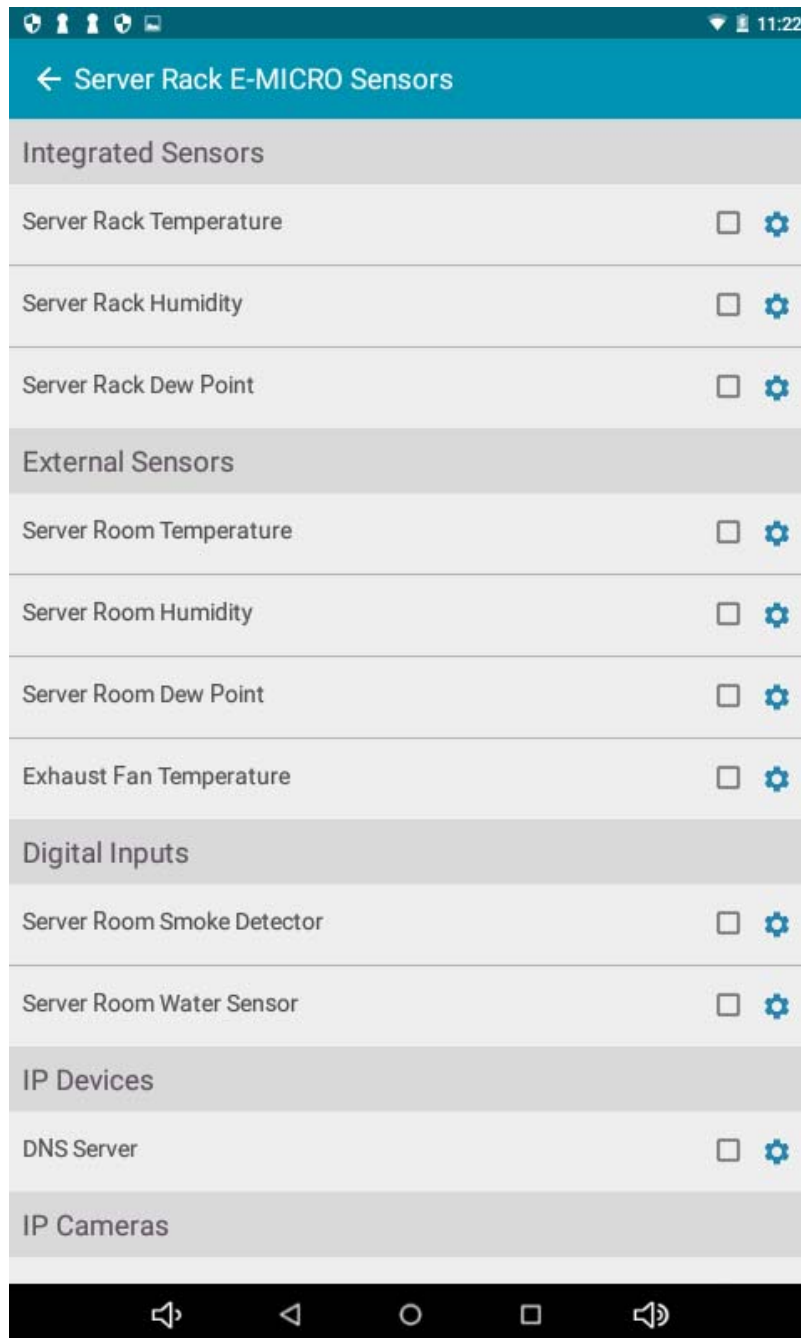 11:22
Server Rack E-MICRO Sensors
Integrated Sensors
Server Rack Temperature
Server Rack Humidity
Server Rack Dew Point
External Sensors
Server Room Temperature
Server Room Humidity
Server Room Dew Point
Exhaust Fan Temperature
Digital Inputs
Server Room Smoke Detector
Server Room Water Sensor
IP Devices
DNS Server
IP Cameras